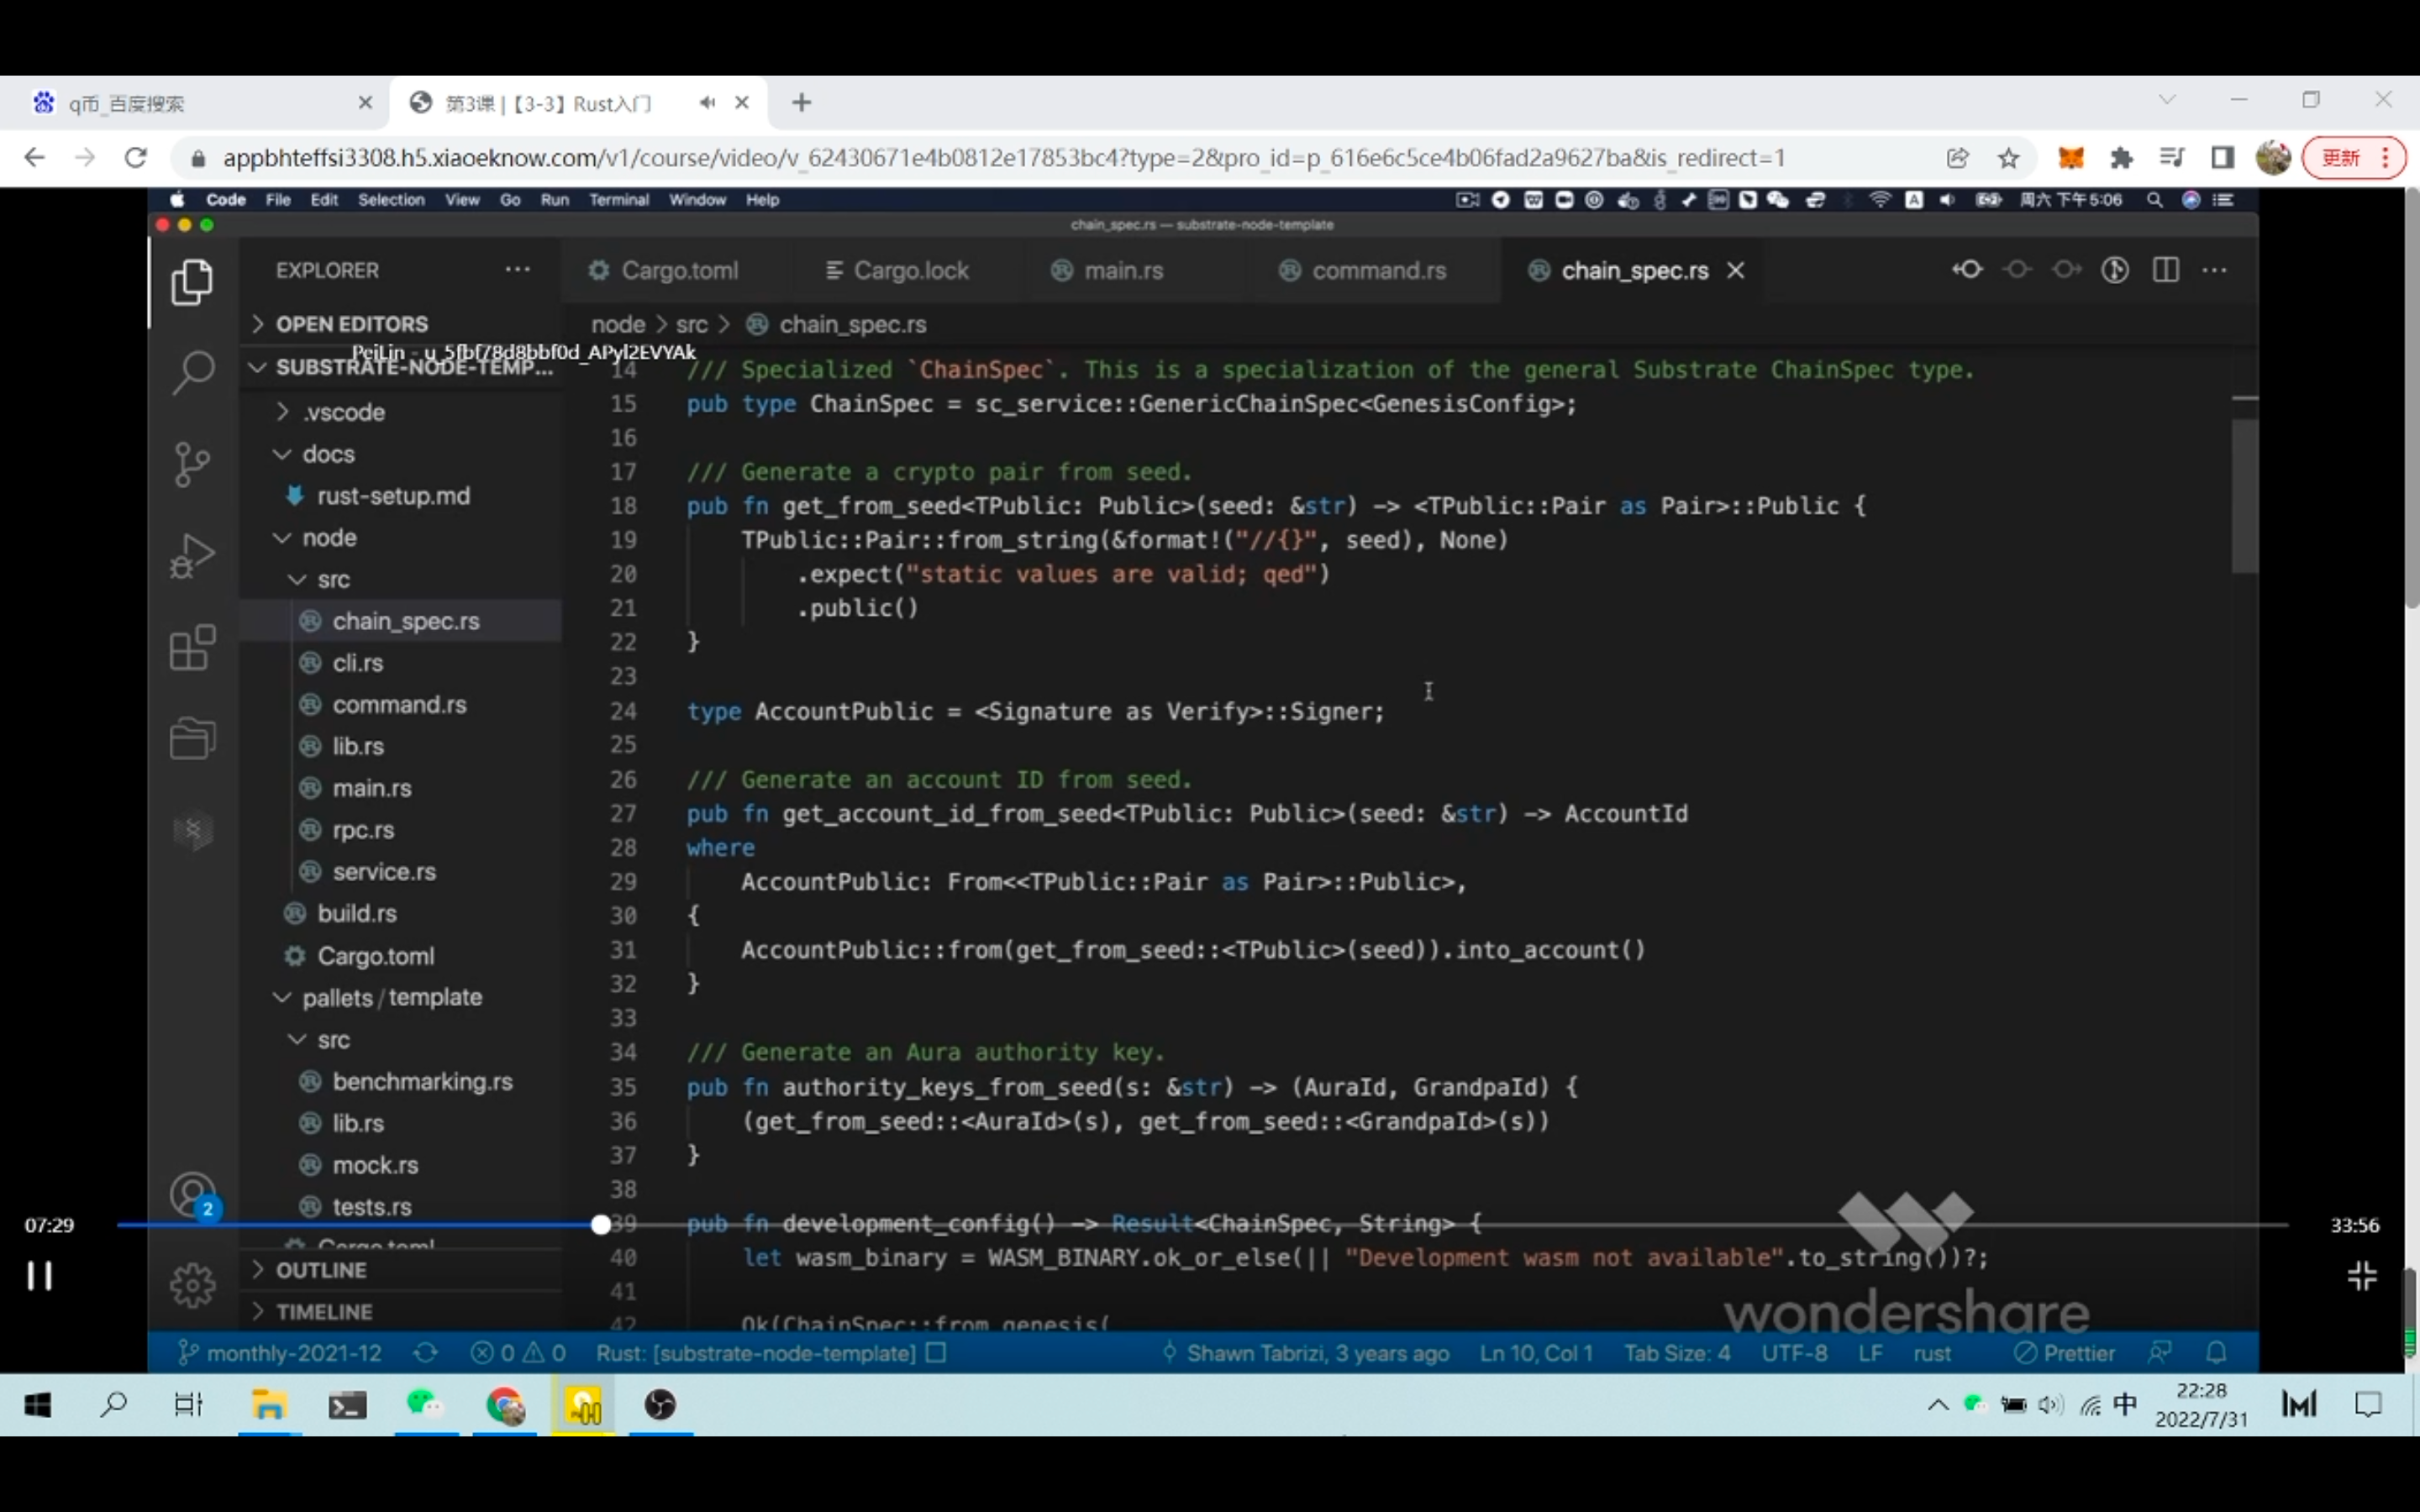 q币_百度搜索
第3课 |【3-3】Rust入门
appbhteffsi3308.h5.xiaoeknow.com/v1/course/video/v_62430671e4b0812e17853bc4?type=2&pro_id=p_616e6c5ce4b06fad2a9627ba&is_redirect=1
更新
Code File Edit Selection View Go Run Terminal Window Help
周六 下午5:06
chain_spec.rs — substrate-node-template
EXPLORER
Cargo.toml
Cargo.lock
main.rs
command.rs
chain_spec.rs
OPEN EDITORS
node > src > chain_spec.rs
PeiLin - u_5fbf78d8bbf0d_APyl2EVYAk
SUBSTRATE-NODE-TEMP...
.vscode
docs
rust-setup.md
node
src
chain_spec.rs
cli.rs
command.rs
lib.rs
main.rs
rpc.rs
service.rs
build.rs
Cargo.toml
pallets / template
src
benchmarking.rs
lib.rs
mock.rs
tests.rs
Cargo.toml
OUTLINE
TIMELINE
14 /// Specialized `ChainSpec`. This is a specialization of the general Substrate ChainSpec type.
15 pub type ChainSpec = sc_service::GenericChainSpec<GenesisConfig>;
16
17 /// Generate a crypto pair from seed.
18 pub fn get_from_seed<TPublic: Public>(seed: &str) -> <TPublic::Pair as Pair>::Public {
19 TPublic::Pair::from_string(&format!("//{}", seed), None)
20 .expect("static values are valid; qed")
21 .public()
22 }
23
24 type AccountPublic = <Signature as Verify>::Signer;
25
26 /// Generate an account ID from seed.
27 pub fn get_account_id_from_seed<TPublic: Public>(seed: &str) -> AccountId
28 where
29 AccountPublic: From<<TPublic::Pair as Pair>::Public>,
30 {
31 AccountPublic::from(get_from_seed::<TPublic>(seed)).into_account()
32 }
33
34 /// Generate an Aura authority key.
35 pub fn authority_keys_from_seed(s: &str) -> (AuraId, GrandpaId) {
36 (get_from_seed::<AuraId>(s), get_from_seed::<GrandpaId>(s))
37 }
38
39 pub fn development_config() -> Result<ChainSpec, String> {
40 let wasm_binary = WASM_BINARY.ok_or_else(|| "Development wasm not available".to_string())?;
41
42 Ok(ChainSpec::from_genesis(
2
07:29
33:56
wondershare
monthly-2021-12
0 0
Rust: [substrate-node-template]
Shawn Tabrizi, 3 years ago
Ln 10, Col 1
Tab Size: 4
UTF-8
LF
rust
Prettier
中
22:28
2022/7/31